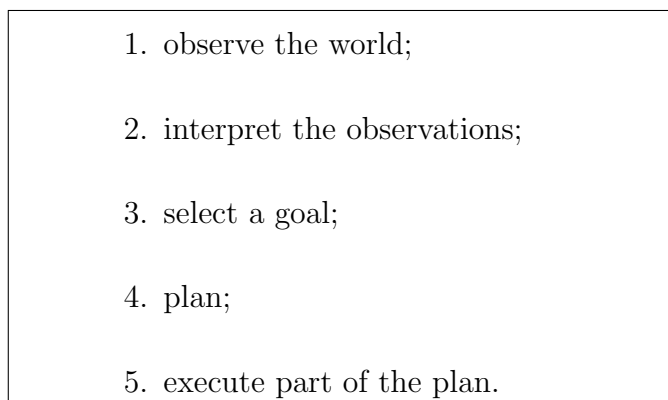 1. observe the world;
2. interpret the observations;
3. select a goal;
4. plan;
5. execute part of the plan.